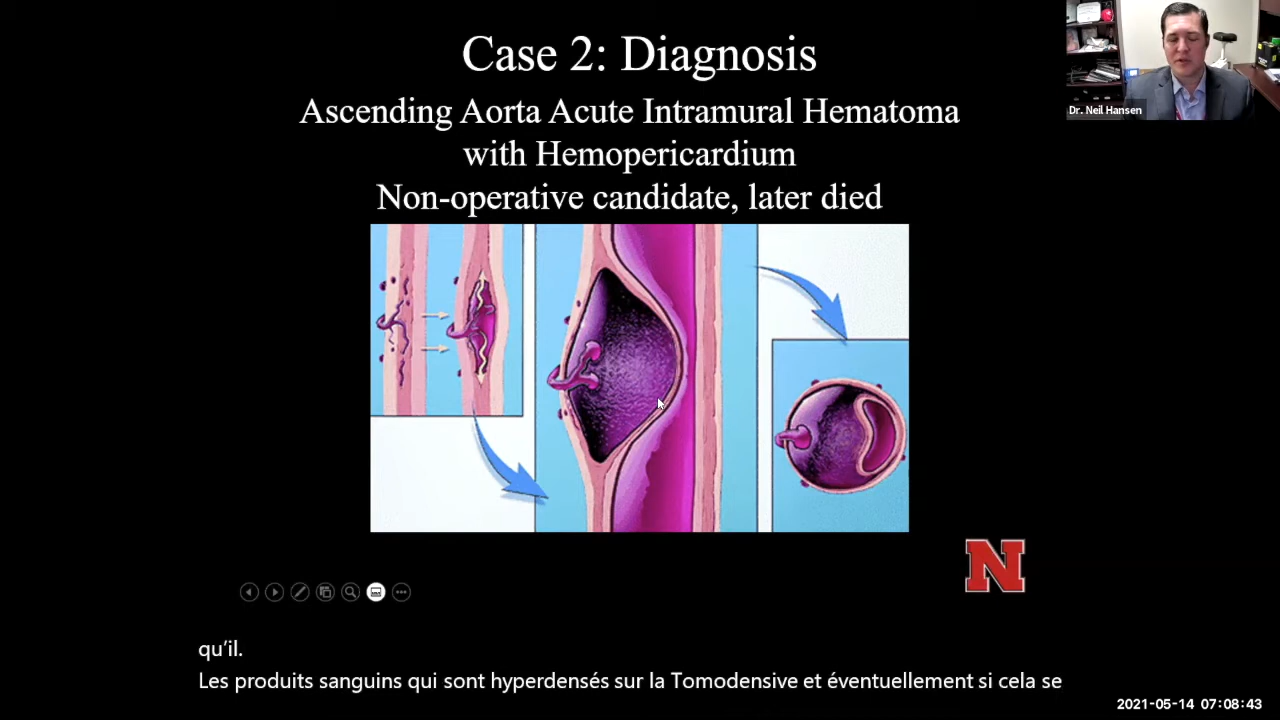 Case 2: Diagnosis
Ascending Aorta Acute Intramural Hematoma
with Hemopericardium
Non-operative candidate, later died
Dr. Neil Hansen
N
qu'il.
Les produits sanguins qui sont hyperdensés sur la Tomodensive et éventuellement si cela se
2021-05-14 07:08:43